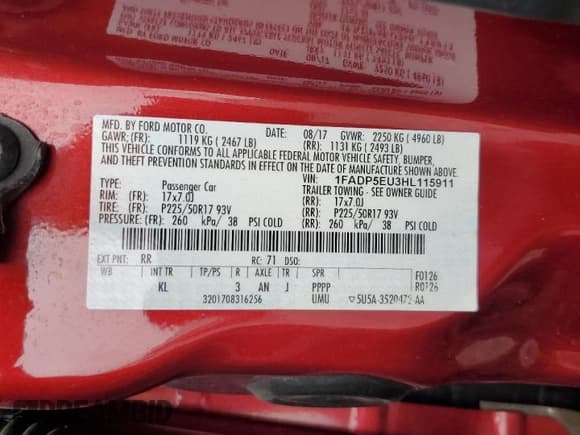 MFD. BY FORD MOTOR CO.
DATE: 08/17 GVWR: 2250 KG ( 4960 LB)
GAWR: (FR): 1119 KG ( 2467 LB) (RR): 1131 KG ( 2493 LB)
THIS VEHICLE CONFORMS TO ALL APPLICABLE FEDERAL MOTOR VEHICLE SAFETY, BUMPER,
AND THEFT PREVENTION STANDARDS IN EFFECT ON THE DATE OF MANUFACTURE SHOWN ABOVE.
VIN: 1FADP5EU3HL115911
TYPE: Passenger Car TRAILER TOWING - SEE OWNER GUIDE
RIM: (FR): 17x7.0J (RR): 17x7.0J
TIRE: (FR): P225/50R17 93V (RR): P225/50R17 93V
PRESSURE: (FR): 260 kPa/ 38 PSI COLD (RR): 260 kPa/ 38 PSI COLD
EXT PNT: RR RC: 71 DSO:
WB INT TR TP/PS R AXLE TR SPR F0126
KL 3 AN J PPPP R0126
3201708316256 UMU 5U5A 3520472 AA